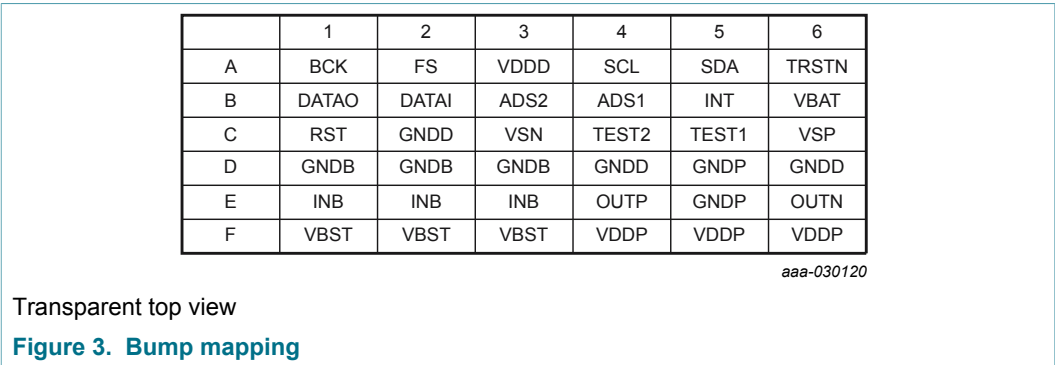 1 2 3 4 5 6
A BCK FS VDDD SCL SDA TRSTN
B DATAO DATAI ADS2 ADS1 INT VBAT
C RST GNDD VSN TEST2 TEST1 VSP
D GNDB GNDB GNDB GNDD GNDP GNDD
E INB INB INB OUTP GNDP OUTN
F VBST VBST VBST VDDP VDDP VDDP
aaa-030120
Transparent top view
Figure 3. Bump mapping